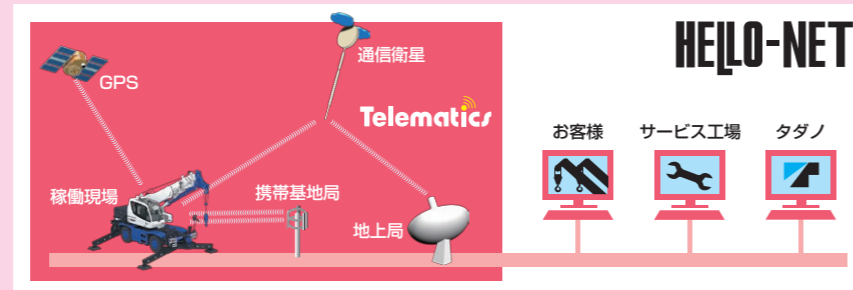 HELLO-NET
通信衛星
GPS
Telematics
お客様 サービス工場 タダノ
稼働現場
携帯基地局
地上局